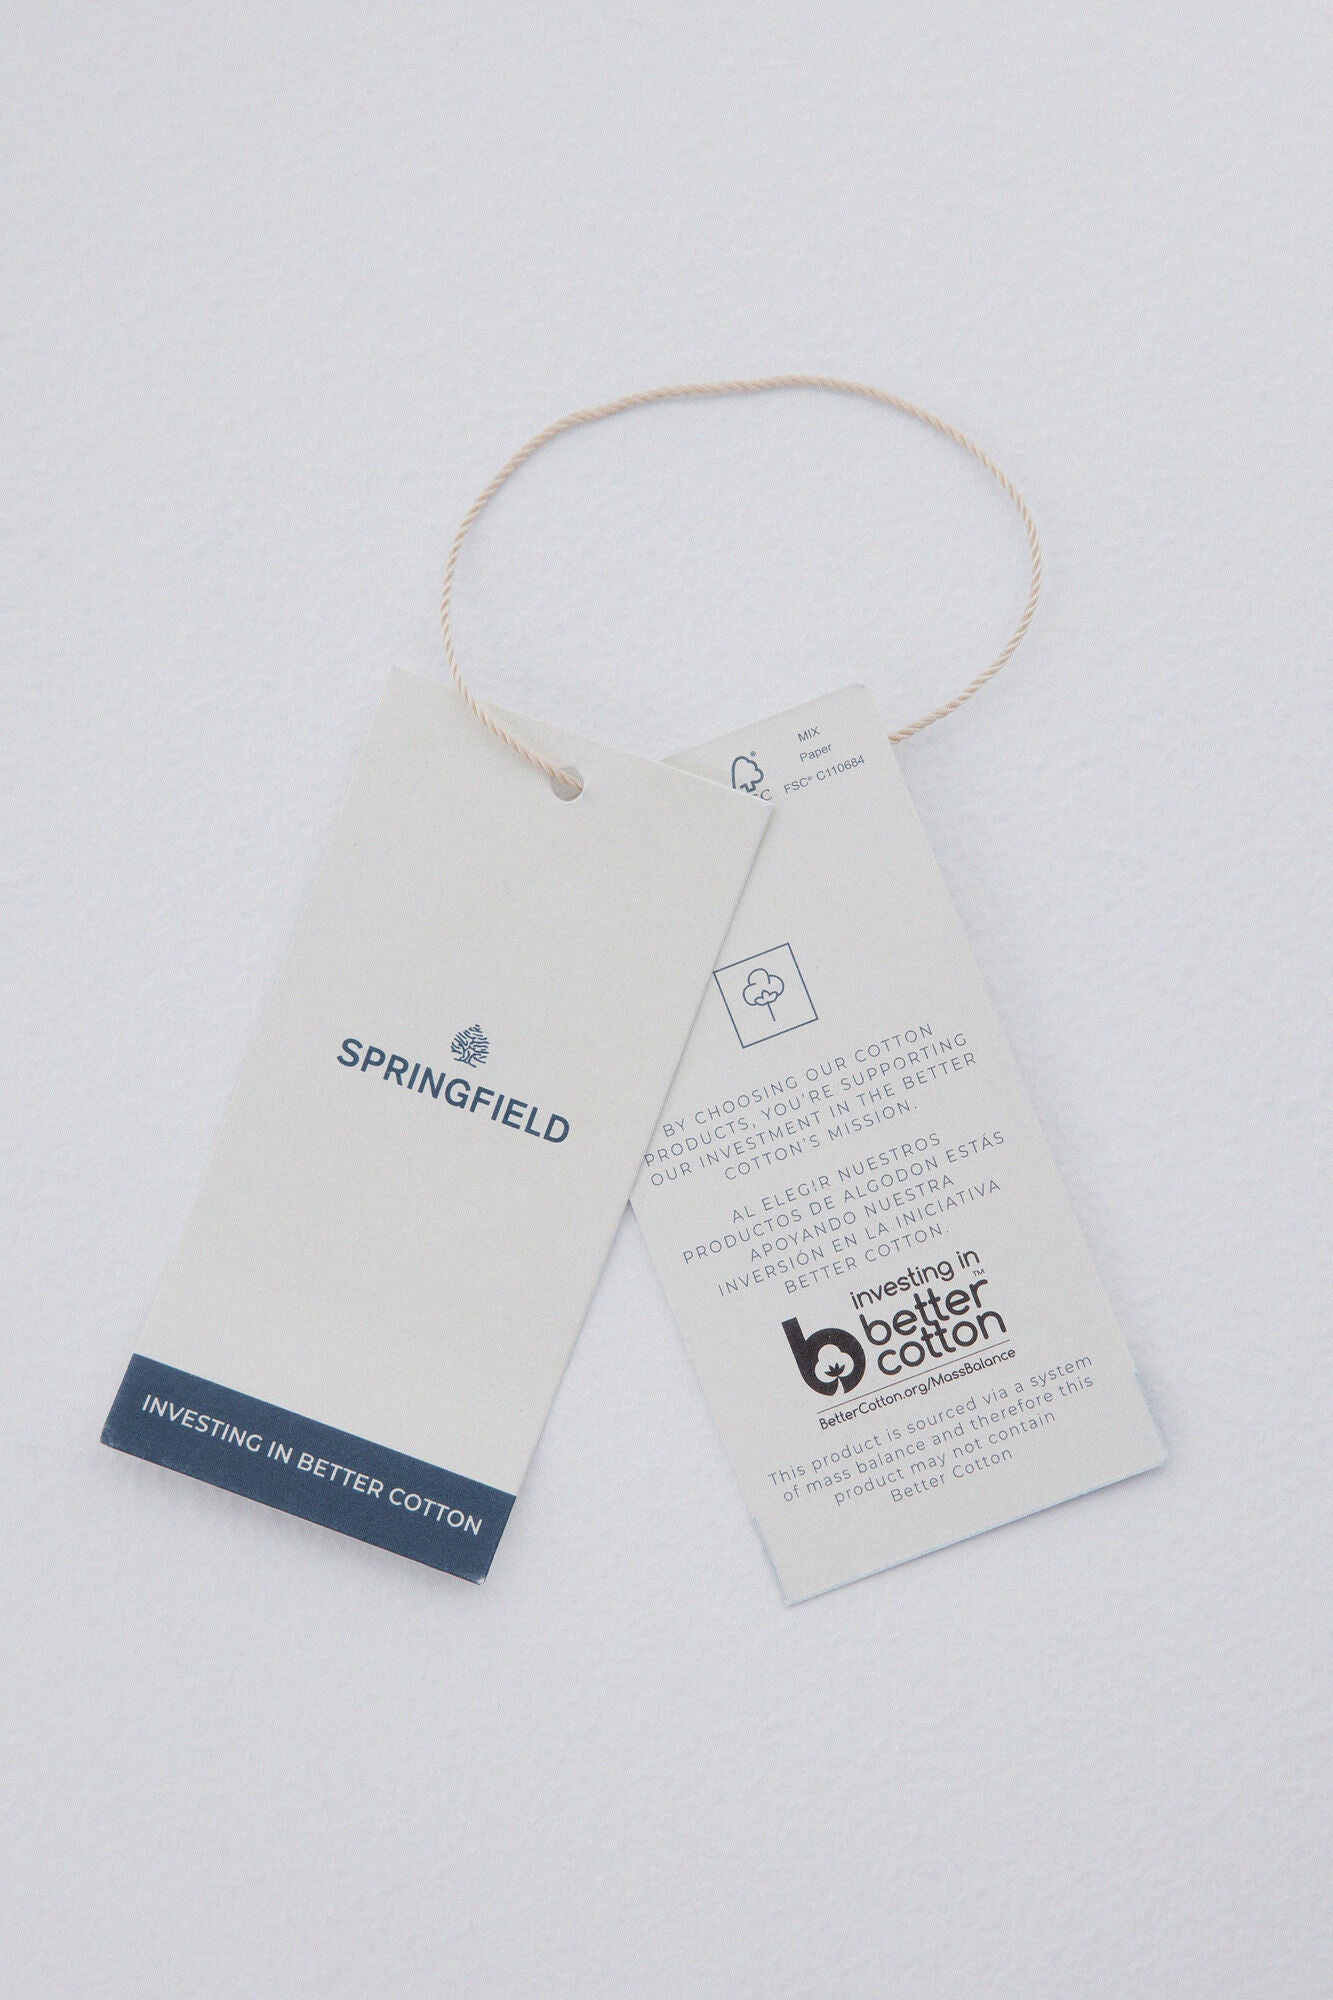 SPRINGFIELD
INVESTING IN BETTER COTTON
MIX
Paper
FSC® C110684
BY CHOOSING OUR COTTON
PRODUCTS, YOU'RE SUPPORTING
OUR INVESTMENT IN THE BETTER
COTTON'S MISSION.
AL ELEGIR NUESTROS
PRODUCTOS DE ALGODON ESTÁS
APOYANDO NUESTRA
INVERSIÓN EN LA INICIATIVA
BETTER COTTON.
investing in
better™
cotton
BetterCotton.org/MassBalance
This product is sourced via a system
of mass balance and therefore this
product may not contain
Better Cotton